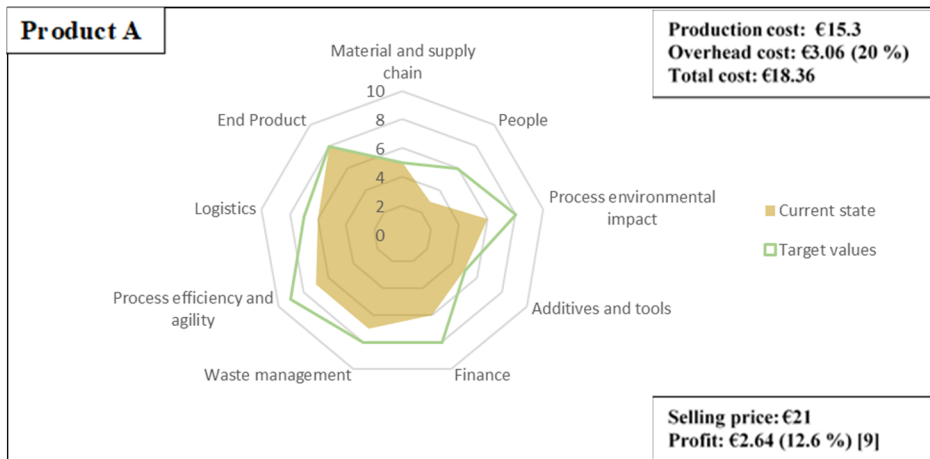 Product A
Production cost: €15.3
Overhead cost: €3.06 (20 %)
Total cost: €18.36
Material and supply
chain
10
8
6
4
2
0
People
Process environmental
impact
Additives and tools
Finance
Waste management
Process efficiency and
agility
Logistics
End Product
Current state
Target values
Selling price: €21
Profit: €2.64 (12.6 %) [9]